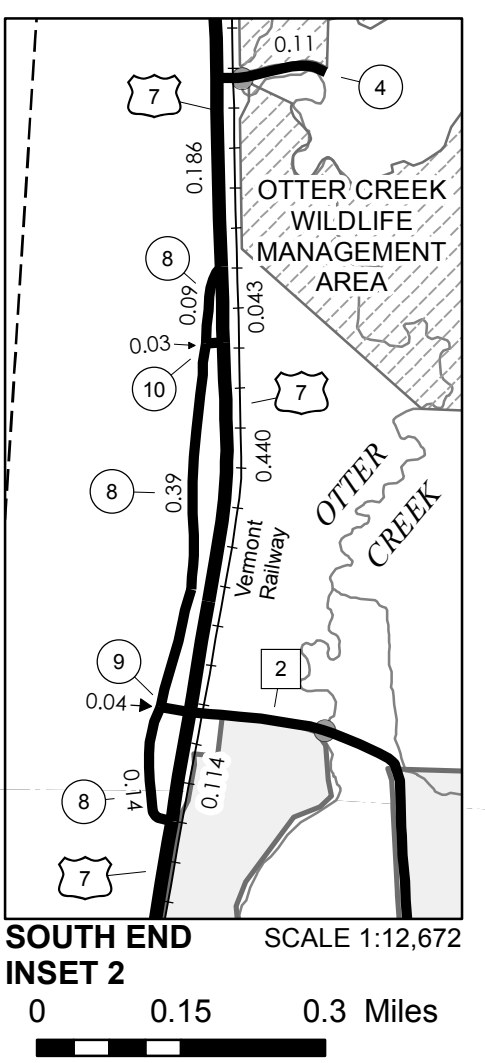 0.11
4
7
0.186
OTTER CREEK
WILDLIFE
MANAGEMENT
AREA
8
0.09
0.043
0.03
10
7
0.440
8
0.39
OTTER
CREEK
Vermont
Railway
9
2
0.04
0.114
0.14
8
7
SOUTH END
INSET 2
SCALE 1:12,672
0 0.15 0.3 Miles